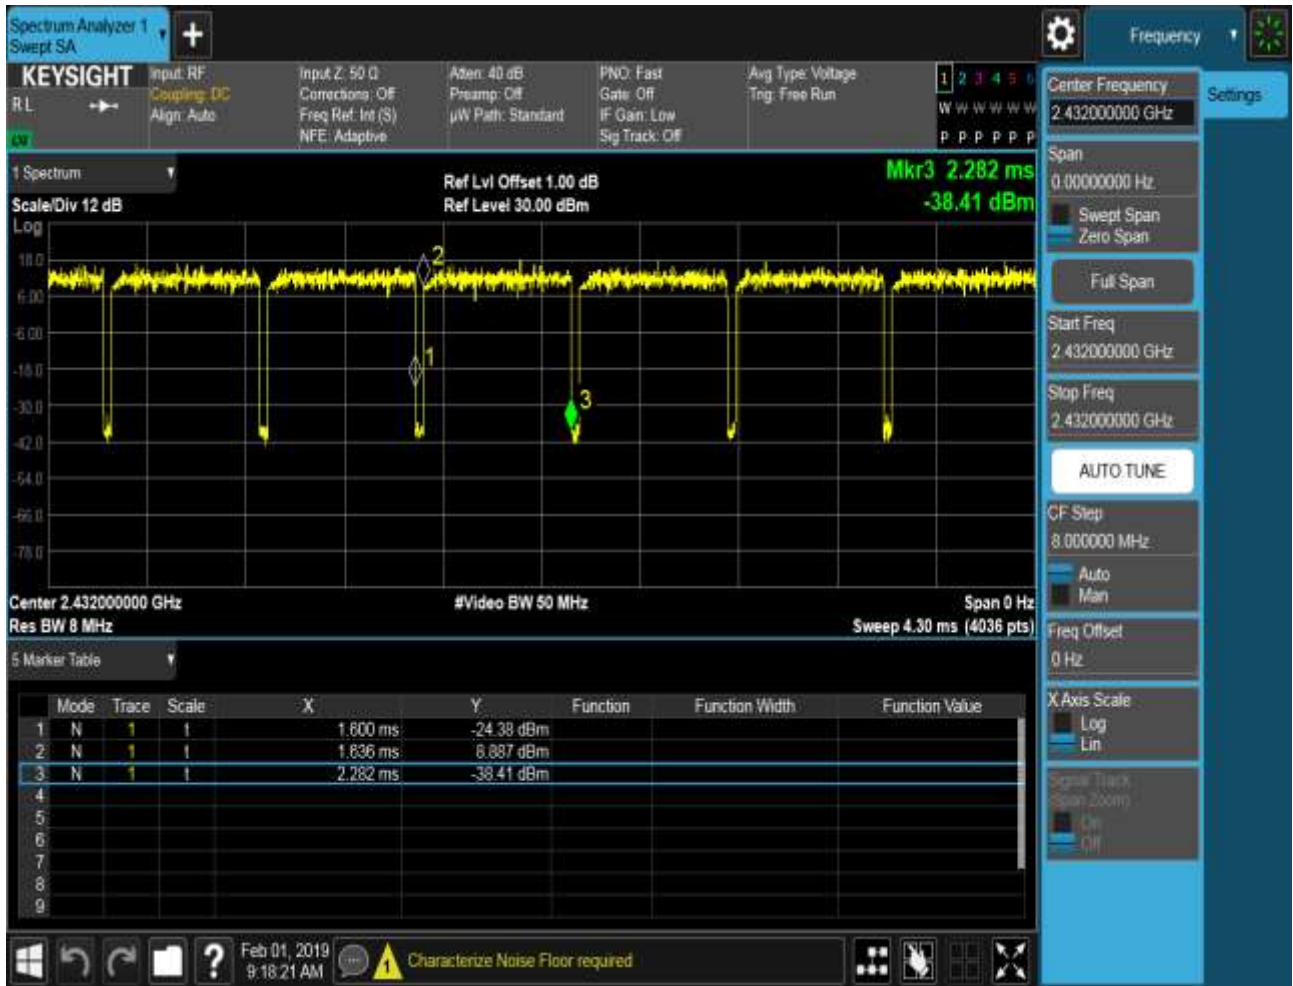 Spectrum Analyzer 1
Swept SA
+
Frequency
KEYSIGHT
Input: RF
Coupling: DC
Align: Auto
Input Z: 50 Ω
Corrections: Off
Freq Ref: Int (S)
NFE: Adaptive
Atten: 40 dB
Preamp: Off
µW Path: Standard
PNO: Fast
Gate: Off
IF Gain: Low
Sig Track: Off
Avg Type: Voltage
Trig: Free Run
1 2 3 4 5 6
W W W W W W
P P P P P P
R L
LXI
Center Frequency
2.432000000 GHz
Settings
Span
0.00000000 Hz
Swept Span
Zero Span
Full Span
Start Freq
2.432000000 GHz
Stop Freq
2.432000000 GHz
AUTO TUNE
CF Step
8.000000 MHz
Auto
Man
Freq Offset
0 Hz
X Axis Scale
Log
Lin
Signal Track
(Span Zoom)
On
Off
1 Spectrum
Scale/Div 12 dB
Log
Ref Lvl Offset 1.00 dB
Ref Level 30.00 dBm
Mkr3 2.282 ms
-38.41 dBm
18.0
6.00
-6.00
-18.0
-30.0
-42.0
-54.0
-66.0
-78.0
2
1
3
Center 2.432000000 GHz
#Video BW 50 MHz
Span 0 Hz
Res BW 8 MHz
Sweep 4.30 ms (4036 pts)
5 Marker Table
Mode Trace Scale X Y Function Function Width Function Value
1 N 1 t 1.600 ms -24.38 dBm
2 N 1 t 1.636 ms 8.887 dBm
3 N 1 t 2.282 ms -38.41 dBm
4
5
6
7
8
9
?
Feb 01, 2019
9:18:21 AM
1
Characterize Noise Floor required